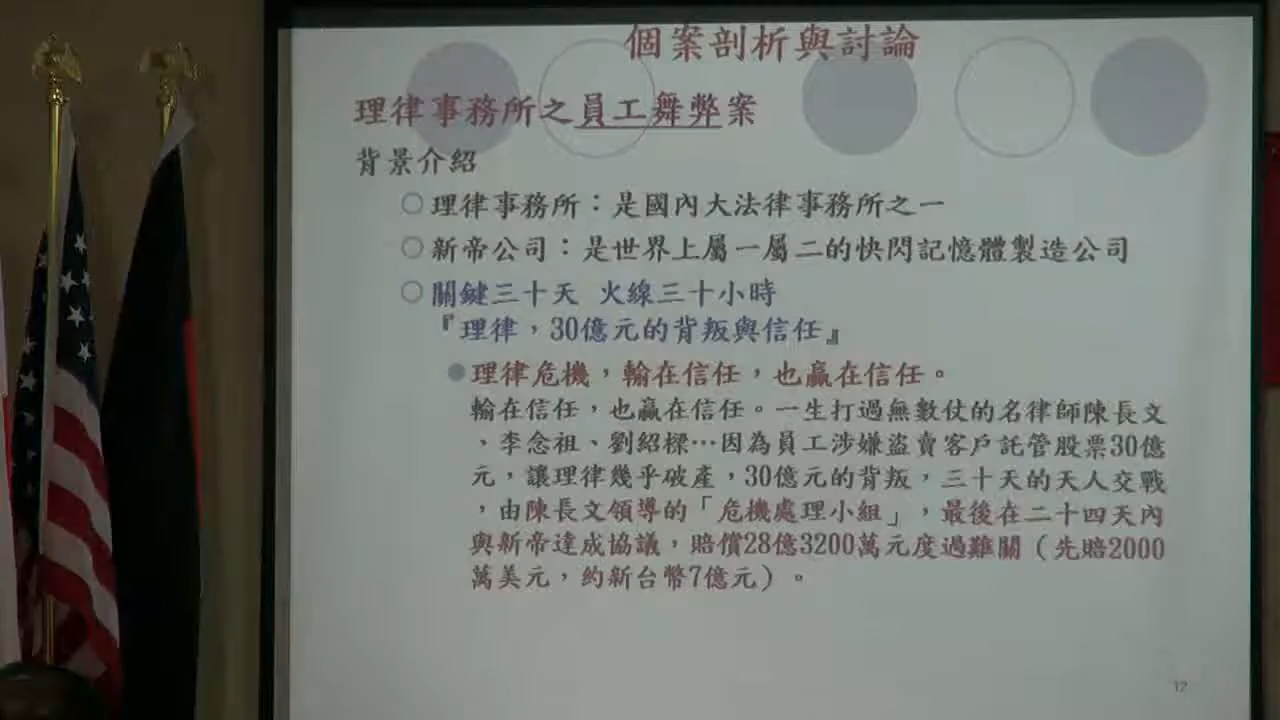 個案剖析與討論
理律事務所之員工舞弊案
背景介紹
理律事務所：是國內大法律事務所之一
新帝公司：是世界上屬一屬二的快閃記憶體製造公司
關鍵三十天 火線三十小時
『理律，30億元的背叛與信任』
理律危機，輸在信任，也贏在信任。
輸在信任，也贏在信任。一生打過無數仗的名律師陳長文
、李念祖、劉紹樑…因為員工涉嫌盜賣客戶託管股票30億
元，讓理律幾乎破產，30億元的背叛，三十天的天人交戰
，由陳長文領導的「危機處理小組」，最後在二十四天內
與新帝達成協議，賠償28億3200萬元度過難關（先賠2000
萬美元，約新台幣7億元）。
12